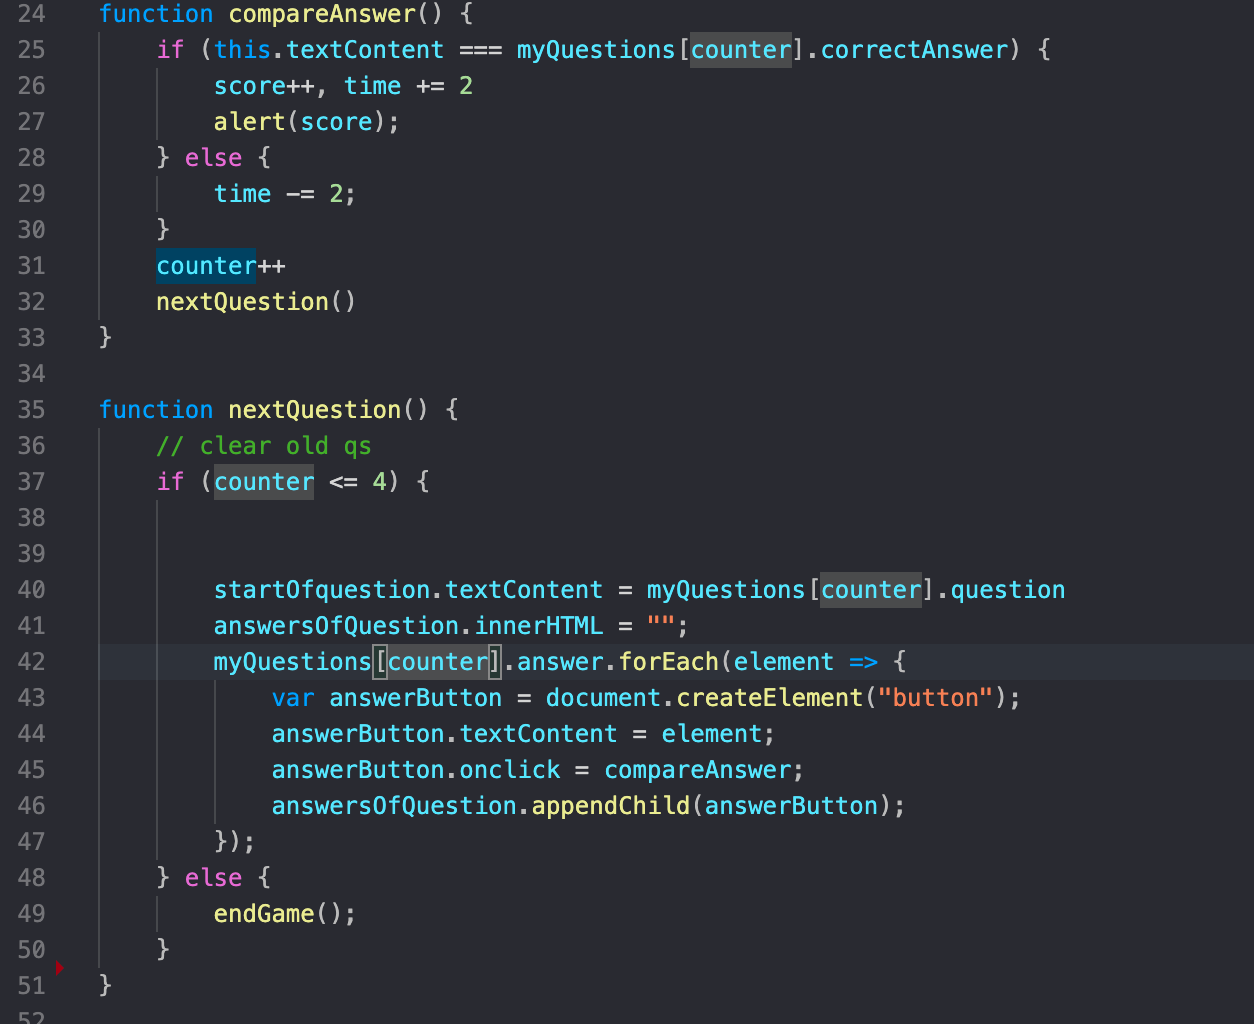 24 function compareAnswer() {
25 if (this.textContent === myQuestions[counter].correctAnswer) {
26 score++, time += 2
27 alert(score);
28 } else {
29 time -= 2;
30 }
31 counter++
32 nextQuestion()
33 }
34
35 function nextQuestion() {
36 // clear old qs
37 if (counter <= 4) {
38
39
40 startOfquestion.textContent = myQuestions[counter].question
41 answersOfQuestion.innerHTML = "";
42 myQuestions[counter].answer.forEach(element => {
43 var answerButton = document.createElement("button");
44 answerButton.textContent = element;
45 answerButton.onclick = compareAnswer;
46 answersOfQuestion.appendChild(answerButton);
47 });
48 } else {
49 endGame();
50 }
51 }
52